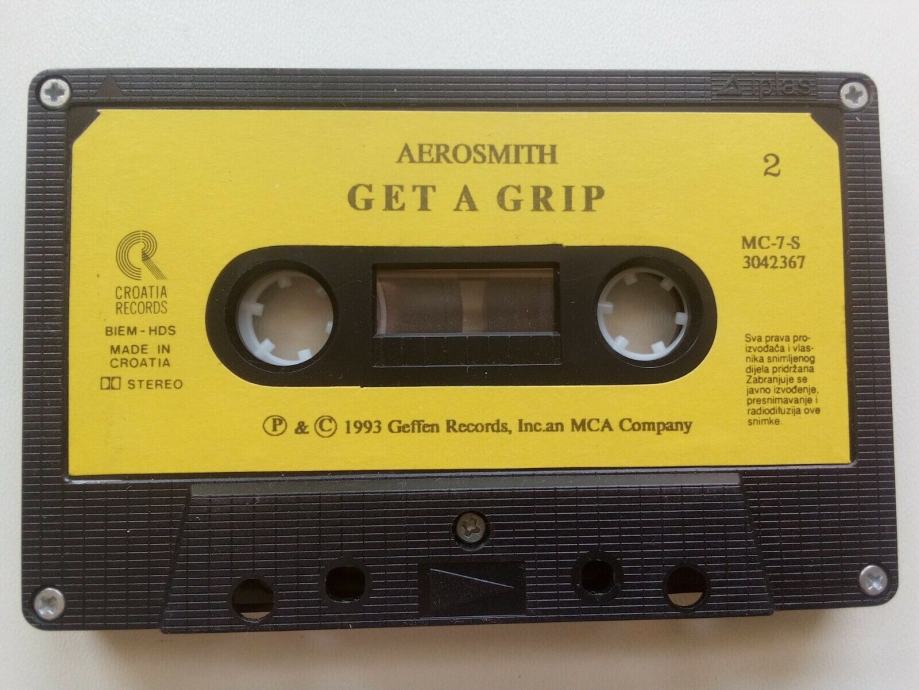 iplas
AEROSMITH
2
GET A GRIP
MC-7-S
3042367
CROATIA
RECORDS
BIEM - HDS
MADE IN
CROATIA
STEREO
Sva prava pro-
izvođača i vlas-
nika snimljenog
dijela pridržana
Zabranjuje se
javno izvođenje,
presnimavanje i
radiodifuzija ove
snimke.
Ⓟ & © 1993 Geffen Records, Inc.an MCA Company